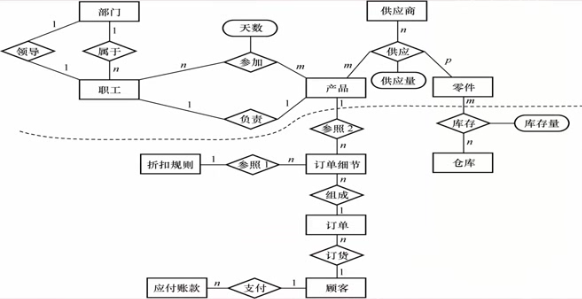 部门
供应商
1
1
天数
n
领导
属于
供应
1
n
n
参加
m
m
供应量
p
职工
产品
零件
1
1
1
m
负责
参照2
库存
库存量
n
n
折扣规则
1
参照1
n
订单细节
仓库
n
组成
1
订单
n
订货
1
应付账款
n
支付
1
顾客